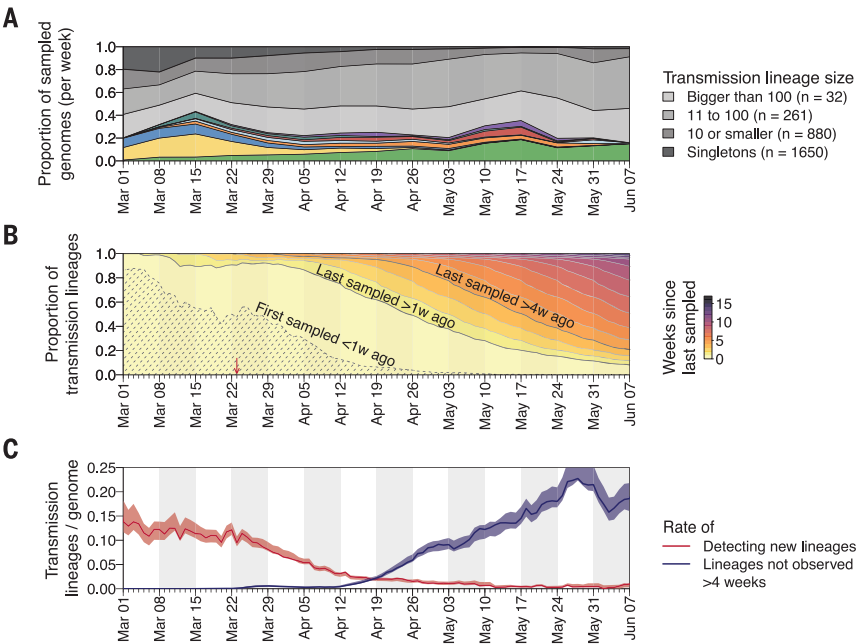 A
Proportion of sampled
genomes (per week)
1.0
0.8
0.6
0.4
0.2
0.0
Mar 01
Mar 08
Mar 15
Mar 22
Mar 29
Apr 05
Apr 12
Apr 19
Apr 26
May 03
May 10
May 17
May 24
May 31
Jun 07
Transmission lineage size
Bigger than 100 (n = 32)
11 to 100 (n = 261)
10 or smaller (n = 880)
Singletons (n = 1650)
B
Proportion of
transmission lineages
1.0
0.8
0.6
0.4
0.2
0.0
First sampled <1w ago
Last sampled >1w ago
Last sampled >4w ago
Mar 01
Mar 08
Mar 15
Mar 22
Mar 29
Apr 05
Apr 12
Apr 19
Apr 26
May 03
May 10
May 17
May 24
May 31
Jun 07
Weeks since
last sampled
15
10
5
0
C
Transmission
lineages / genome
0.25
0.20
0.15
0.10
0.05
0.00
Mar 01
Mar 08
Mar 15
Mar 22
Mar 29
Apr 05
Apr 12
Apr 19
Apr 26
May 03
May 10
May 17
May 24
May 31
Jun 07
Rate of
Detecting new lineages
Lineages not observed
>4 weeks